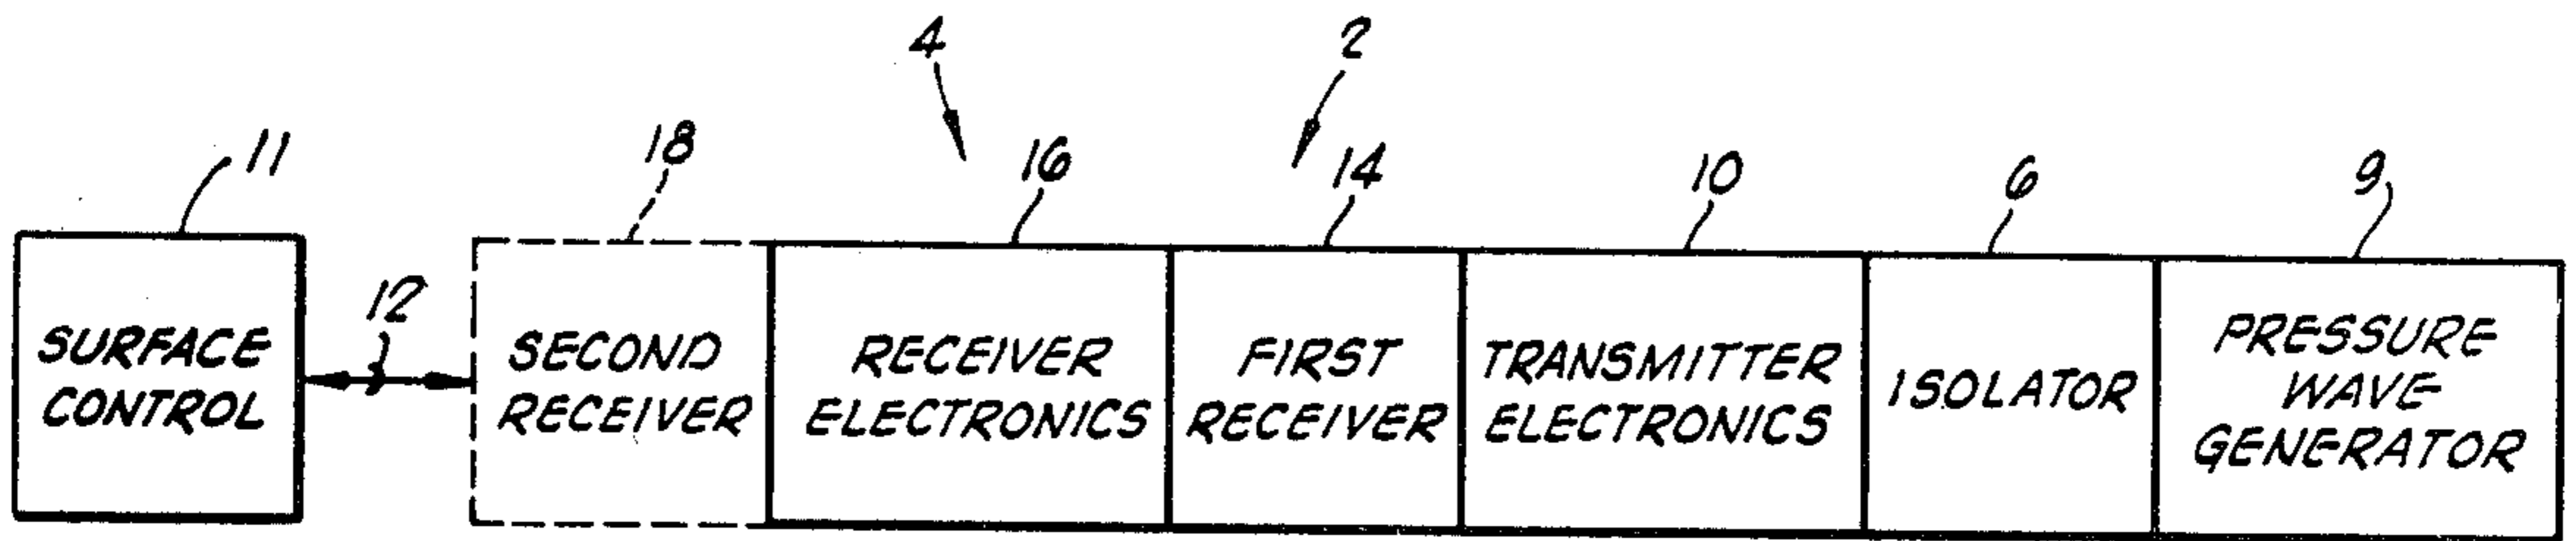 4
2
11
18
16
14
10
6
9
12
SURFACE
CONTROL
SECOND
RECEIVER
RECEIVER
ELECTRONICS
FIRST
RECEIVER
TRANSMITTER
ELECTRONICS
ISOLATOR
PRESSURE
WAVE
GENERATOR